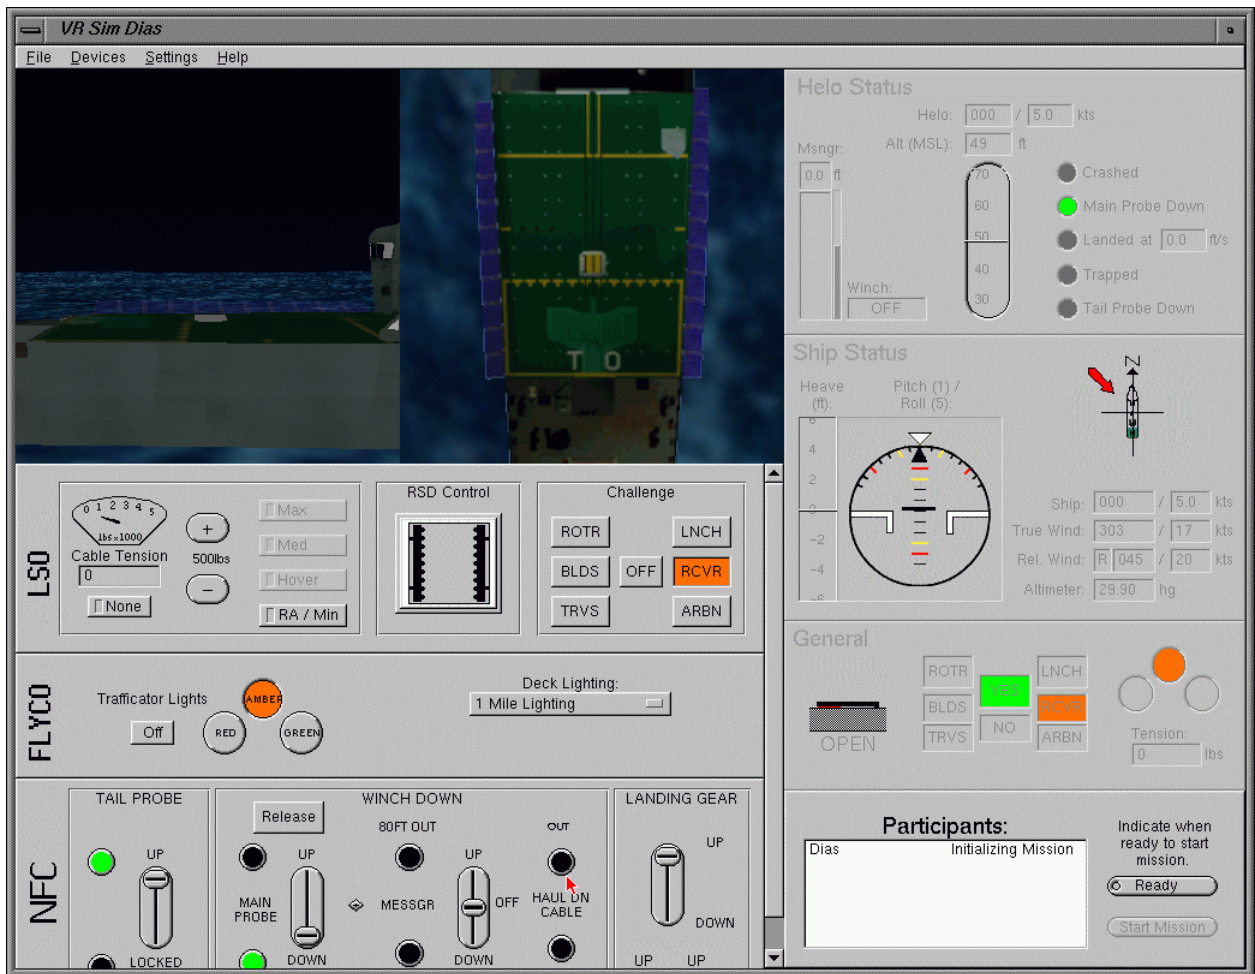 VR Sim Dias
File Devices Settings Help
T O
Helo Status
Helo: 000 / 5.0 kts
Msngr: Alt (MSL): 49 ft
0.0 ft
70
60
50
40
30
Crashed
Main Probe Down
Landed at 0.0 ft/s
Trapped
Tail Probe Down
Winch:
OFF
Ship Status
Heave (ft):
Pitch (1) /
Roll (5):
N
6
4
2
-2
-4
-6
Ship: 000 / 5.0 kts
True Wind: 303 / 17 kts
Rel. Wind: R 045 / 20 kts
Altimeter: 29.90 hg
LSO
0 1 2 3 4 5
lbs x1000
Cable Tension
0
None
+
500lbs
−
Max
Med
Hover
RA / Min
RSD Control
Challenge
ROTR LNCH
BLDS OFF RCVR
TRVS ARBN
FLYCO
Trafficator Lights
Off
AMBER
RED
GREEN
Deck Lighting:
1 Mile Lighting
General
OPEN
ROTR YES LNCH
BLDS RCVR
TRVS NO ARBN
Tension:
0 lbs
NFC
TAIL PROBE
UP
LOCKED
WINCH DOWN
Release
80FT OUT
OUT
UP
UP
MAIN
PROBE
MESSGR
OFF
HAUL DN
CABLE
DOWN
DOWN
LANDING GEAR
UP
DOWN
UP UP
Participants:
Dias Initializing Mission
Indicate when
ready to start
mission.
Ready
Start Mission